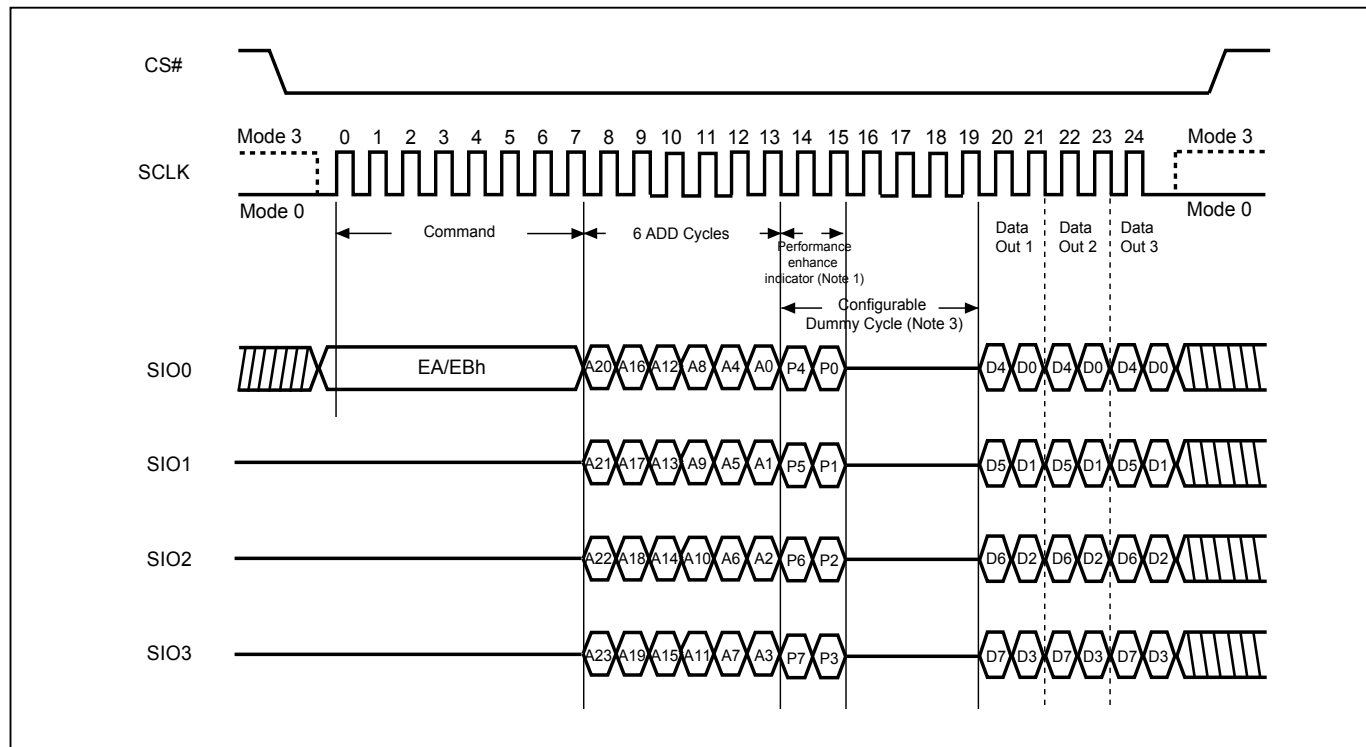 CS#
Mode 3 0 1 2 3 4 5 6 7 8 9 10 11 12 13 14 15 16 17 18 19 20 21 22 23 24 Mode 3
SCLK
Mode 0 Mode 0
Command 6 ADD Cycles Data Out 1 Data Out 2 Data Out 3
Performance
enhance
indicator (Note 1)
Configurable
Dummy Cycle (Note 3)
SIO0 EA/EBh A20 A16 A12 A8 A4 A0 P4 P0 D4 D0 D4 D0 D4 D0
SIO1 A21 A17 A13 A9 A5 A1 P5 P1 D5 D1 D5 D1 D5 D1
SIO2 A22 A18 A14 A10 A6 A2 P6 P2 D6 D2 D6 D2 D6 D2
SIO3 A23 A19 A15 A11 A7 A3 P7 P3 D7 D3 D7 D3 D7 D3